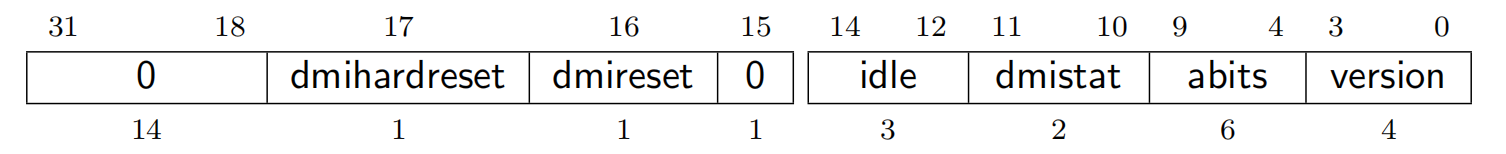 31 18 17 16 15 14 12 11 10 9 4 3 0
0 dmihardreset dmireset 0 idle dmistat abits version
14 1 1 1 3 2 6 4